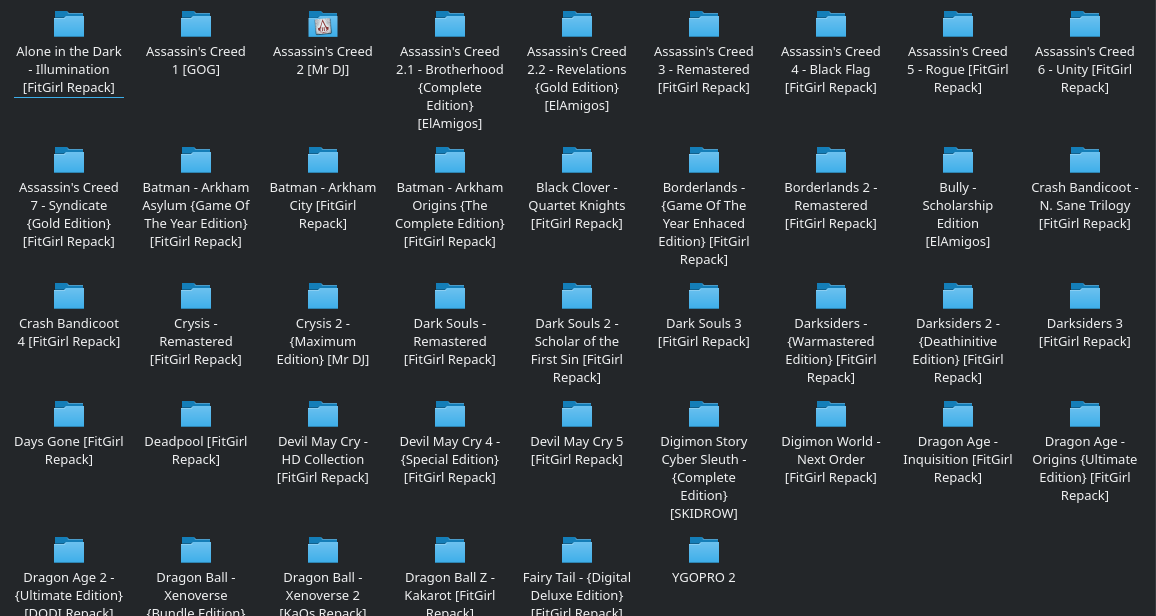 Alone in the Dark
- Illumination
[FitGirl Repack]
Assassin's Creed
1 [GOG]
Assassin's Creed
2 [Mr DJ]
Assassin's Creed
2.1 - Brotherhood
{Complete
Edition}
[ElAmigos]
Assassin's Creed
2.2 - Revelations
{Gold Edition}
[ElAmigos]
Assassin's Creed
3 - Remastered
[FitGirl Repack]
Assassin's Creed
4 - Black Flag
[FitGirl Repack]
Assassin's Creed
5 - Rogue [FitGirl
Repack]
Assassin's Creed
6 - Unity [FitGirl
Repack]
Assassin's Creed
7 - Syndicate
{Gold Edition}
[FitGirl Repack]
Batman - Arkham
Asylum {Game Of
The Year Edition}
[FitGirl Repack]
Batman - Arkham
City [FitGirl
Repack]
Batman - Arkham
Origins {The
Complete Edition}
[FitGirl Repack]
Black Clover -
Quartet Knights
[FitGirl Repack]
Borderlands -
{Game Of The
Year Enhaced
Edition} [FitGirl
Repack]
Borderlands 2 -
Remastered
[FitGirl Repack]
Bully -
Scholarship
Edition
[ElAmigos]
Crash Bandicoot -
N. Sane Trilogy
[FitGirl Repack]
Crash Bandicoot
4 [FitGirl Repack]
Crysis -
Remastered
[FitGirl Repack]
Crysis 2 -
{Maximum
Edition} [Mr DJ]
Dark Souls -
Remastered
[FitGirl Repack]
Dark Souls 2 -
Scholar of the
First Sin [FitGirl
Repack]
Dark Souls 3
[FitGirl Repack]
Darksiders -
{Warmastered
Edition} [FitGirl
Repack]
Darksiders 2 -
{Deathinitive
Edition} [FitGirl
Repack]
Darksiders 3
[FitGirl Repack]
Days Gone [FitGirl
Repack]
Deadpool [FitGirl
Repack]
Devil May Cry -
HD Collection
[FitGirl Repack]
Devil May Cry 4 -
{Special Edition}
[FitGirl Repack]
Devil May Cry 5
[FitGirl Repack]
Digimon Story
Cyber Sleuth -
{Complete
Edition}
[SKIDROW]
Digimon World -
Next Order
[FitGirl Repack]
Dragon Age -
Inquisition [FitGirl
Repack]
Dragon Age -
Origins {Ultimate
Edition} [FitGirl
Repack]
Dragon Age 2 -
{Ultimate Edition}
[DODI Repack]
Dragon Ball -
Xenoverse
{Bundle Edition}
Dragon Ball -
Xenoverse 2
[KaOs Repack]
Dragon Ball Z -
Kakarot [FitGirl
Repack]
Fairy Tail - {Digital
Deluxe Edition}
[FitGirl Repack]
YGOPRO 2